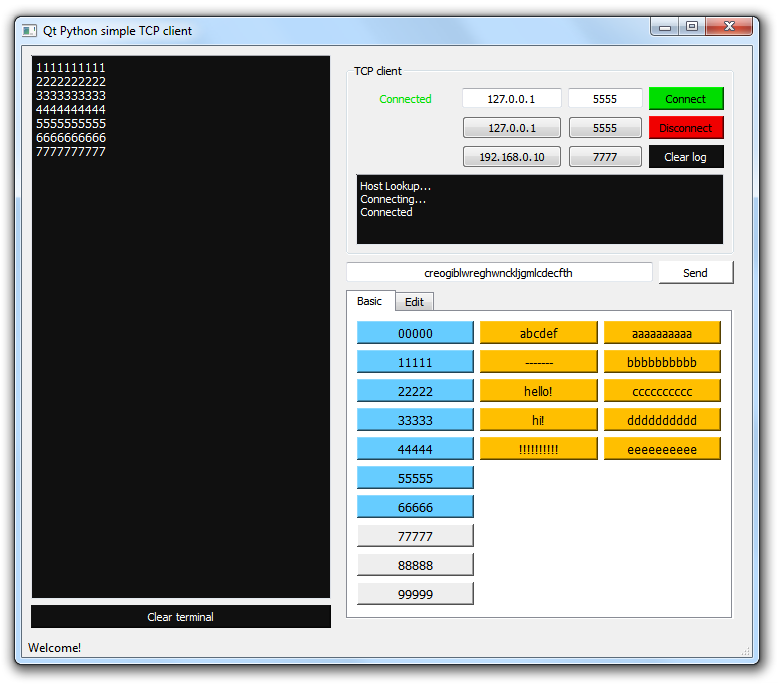 Qt Python simple TCP client
1111111111
2222222222
3333333333
4444444444
5555555555
6666666666
7777777777
Clear terminal
TCP client
Connected 127.0.0.1 5555 Connect
127.0.0.1 5555 Disconnect
192.168.0.10 7777 Clear log
Host Lookup...
Connecting...
Connected
creogiblwreghwnckljgmlcdecfth Send
Basic Edit
00000 abcdef aaaaaaaaaa
11111 ------- bbbbbbbbbb
22222 hello! cccccccccc
33333 hi! dddddddddd
44444 !!!!!!!!!! eeeeeeeeee
55555
66666
77777
88888
99999
Welcome!